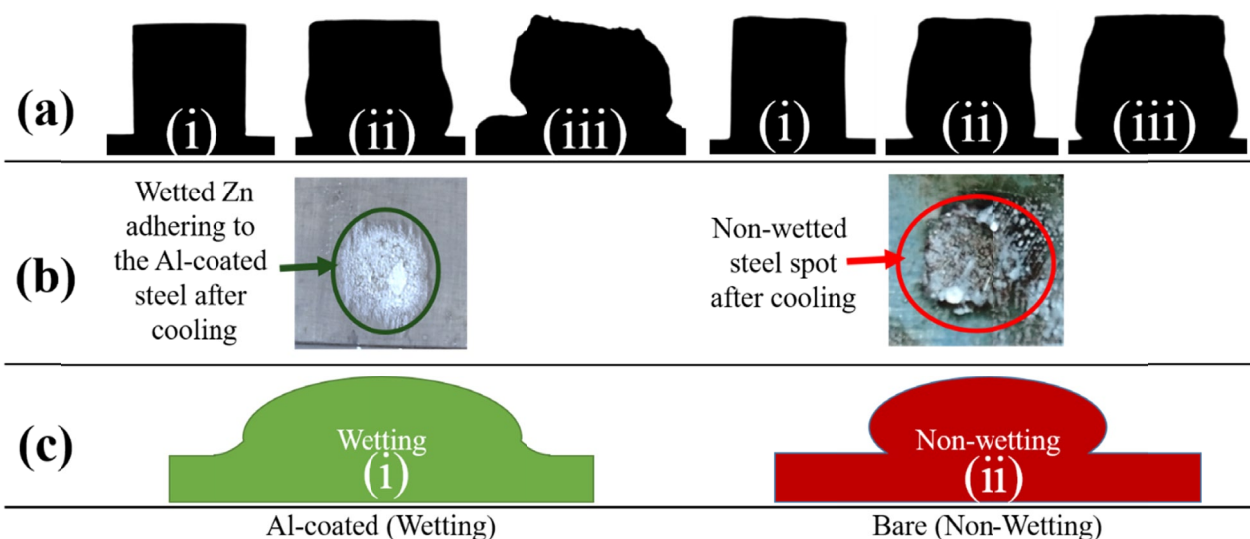 (a)
(i)
(ii)
(iii)
(i)
(ii)
(iii)
(b)
Wetted Zn
adhering to
the Al-coated
steel after
cooling
Non-wetted
steel spot
after cooling
(c)
Wetting
(i)
Non-wetting
(ii)
Al-coated (Wetting)
Bare (Non-Wetting)